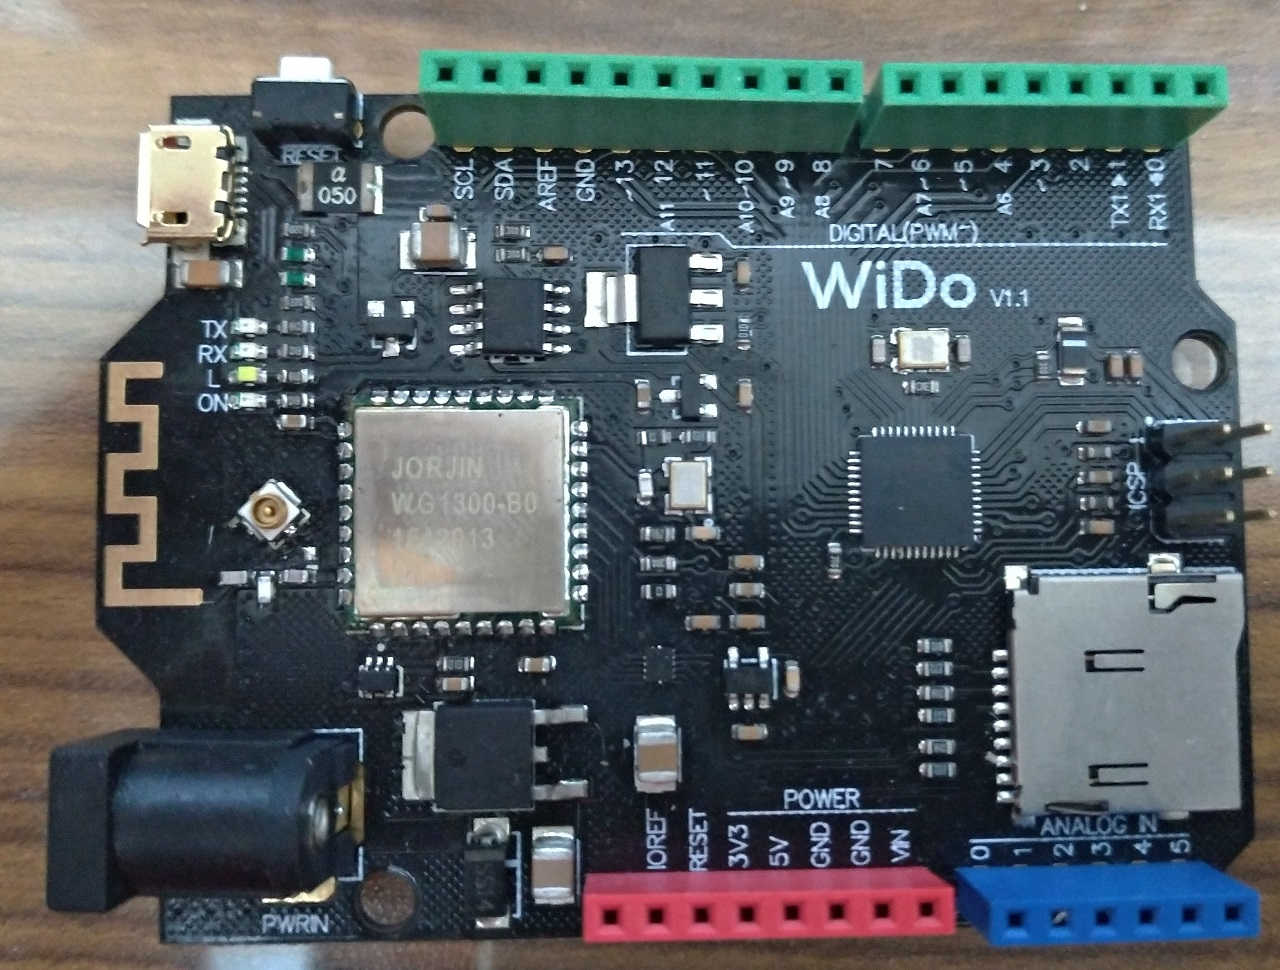 RESET
α
050
SCL
SDA
AREF
GND
~13
12
~11
~10
~9
8
7
~6
~5
4
~3
2
TX1▶1
RX1◀0
A11
A10
A9
A8
A7
A6
DIGITAL(PWM~)
WiDo V1.1
TX
RX
L
ON
JORJIN
WG1300-B0
ICSP
POWER
IOREF
RESET
3V3
5V
GND
GND
VIN
ANALOG IN
0
1
2
3
4
5
PWRIN